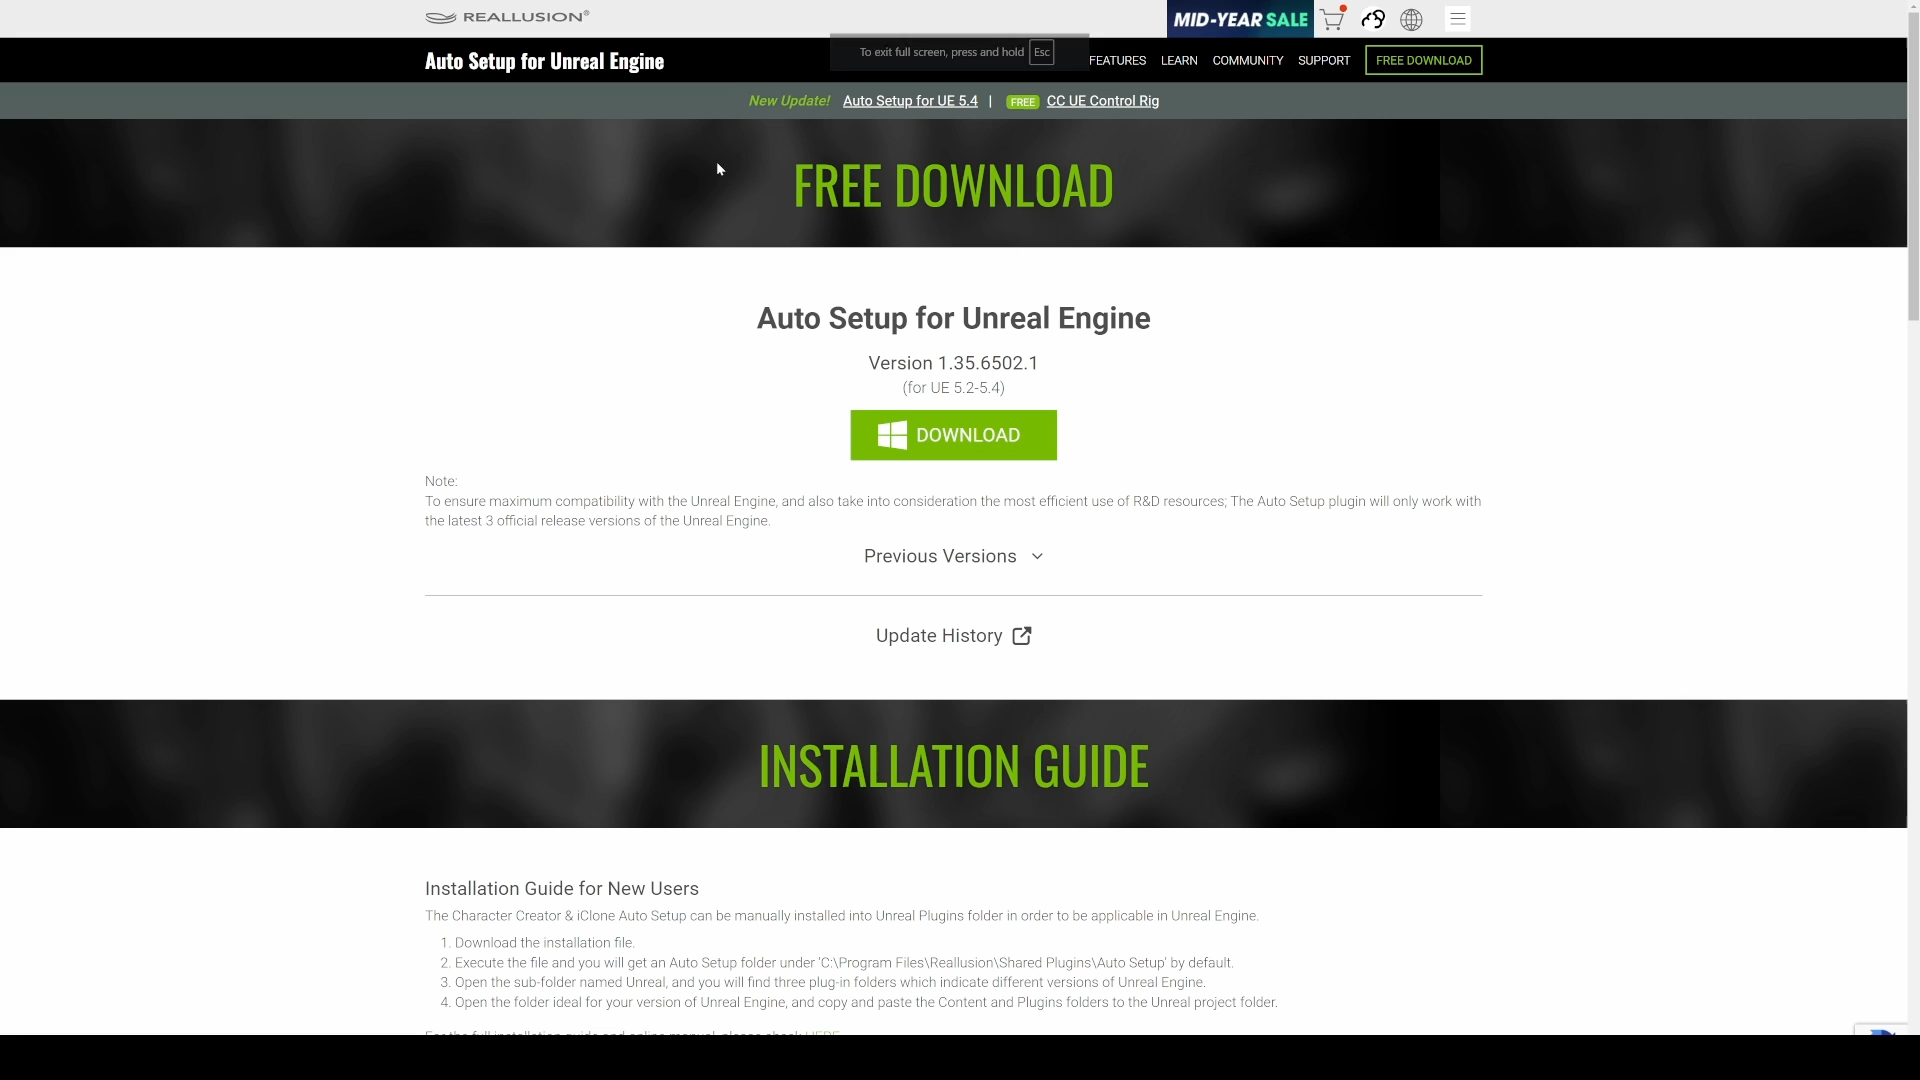 REALLUSION®
MID-YEAR SALE
Auto Setup for Unreal Engine
To exit full screen, press and hold Esc
FEATURES LEARN COMMUNITY SUPPORT FREE DOWNLOAD
New Update! Auto Setup for UE 5.4 | FREE CC UE Control Rig
FREE DOWNLOAD
Auto Setup for Unreal Engine
Version 1.35.6502.1
(for UE 5.2-5.4)
DOWNLOAD
Note:
To ensure maximum compatibility with the Unreal Engine, and also take into consideration the most efficient use of R&D resources; The Auto Setup plugin will only work with
the latest 3 official release versions of the Unreal Engine.
Previous Versions
Update History
INSTALLATION GUIDE
Installation Guide for New Users
The Character Creator & iClone Auto Setup can be manually installed into Unreal Plugins folder in order to be applicable in Unreal Engine.
1. Download the installation file.
2. Execute the file and you will get an Auto Setup folder under 'C:\Program Files\Reallusion\Shared Plugins\Auto Setup' by default.
3. Open the sub-folder named Unreal, and you will find three plug-in folders which indicate different versions of Unreal Engine.
4. Open the folder ideal for your version of Unreal Engine, and copy and paste the Content and Plugins folders to the Unreal project folder.